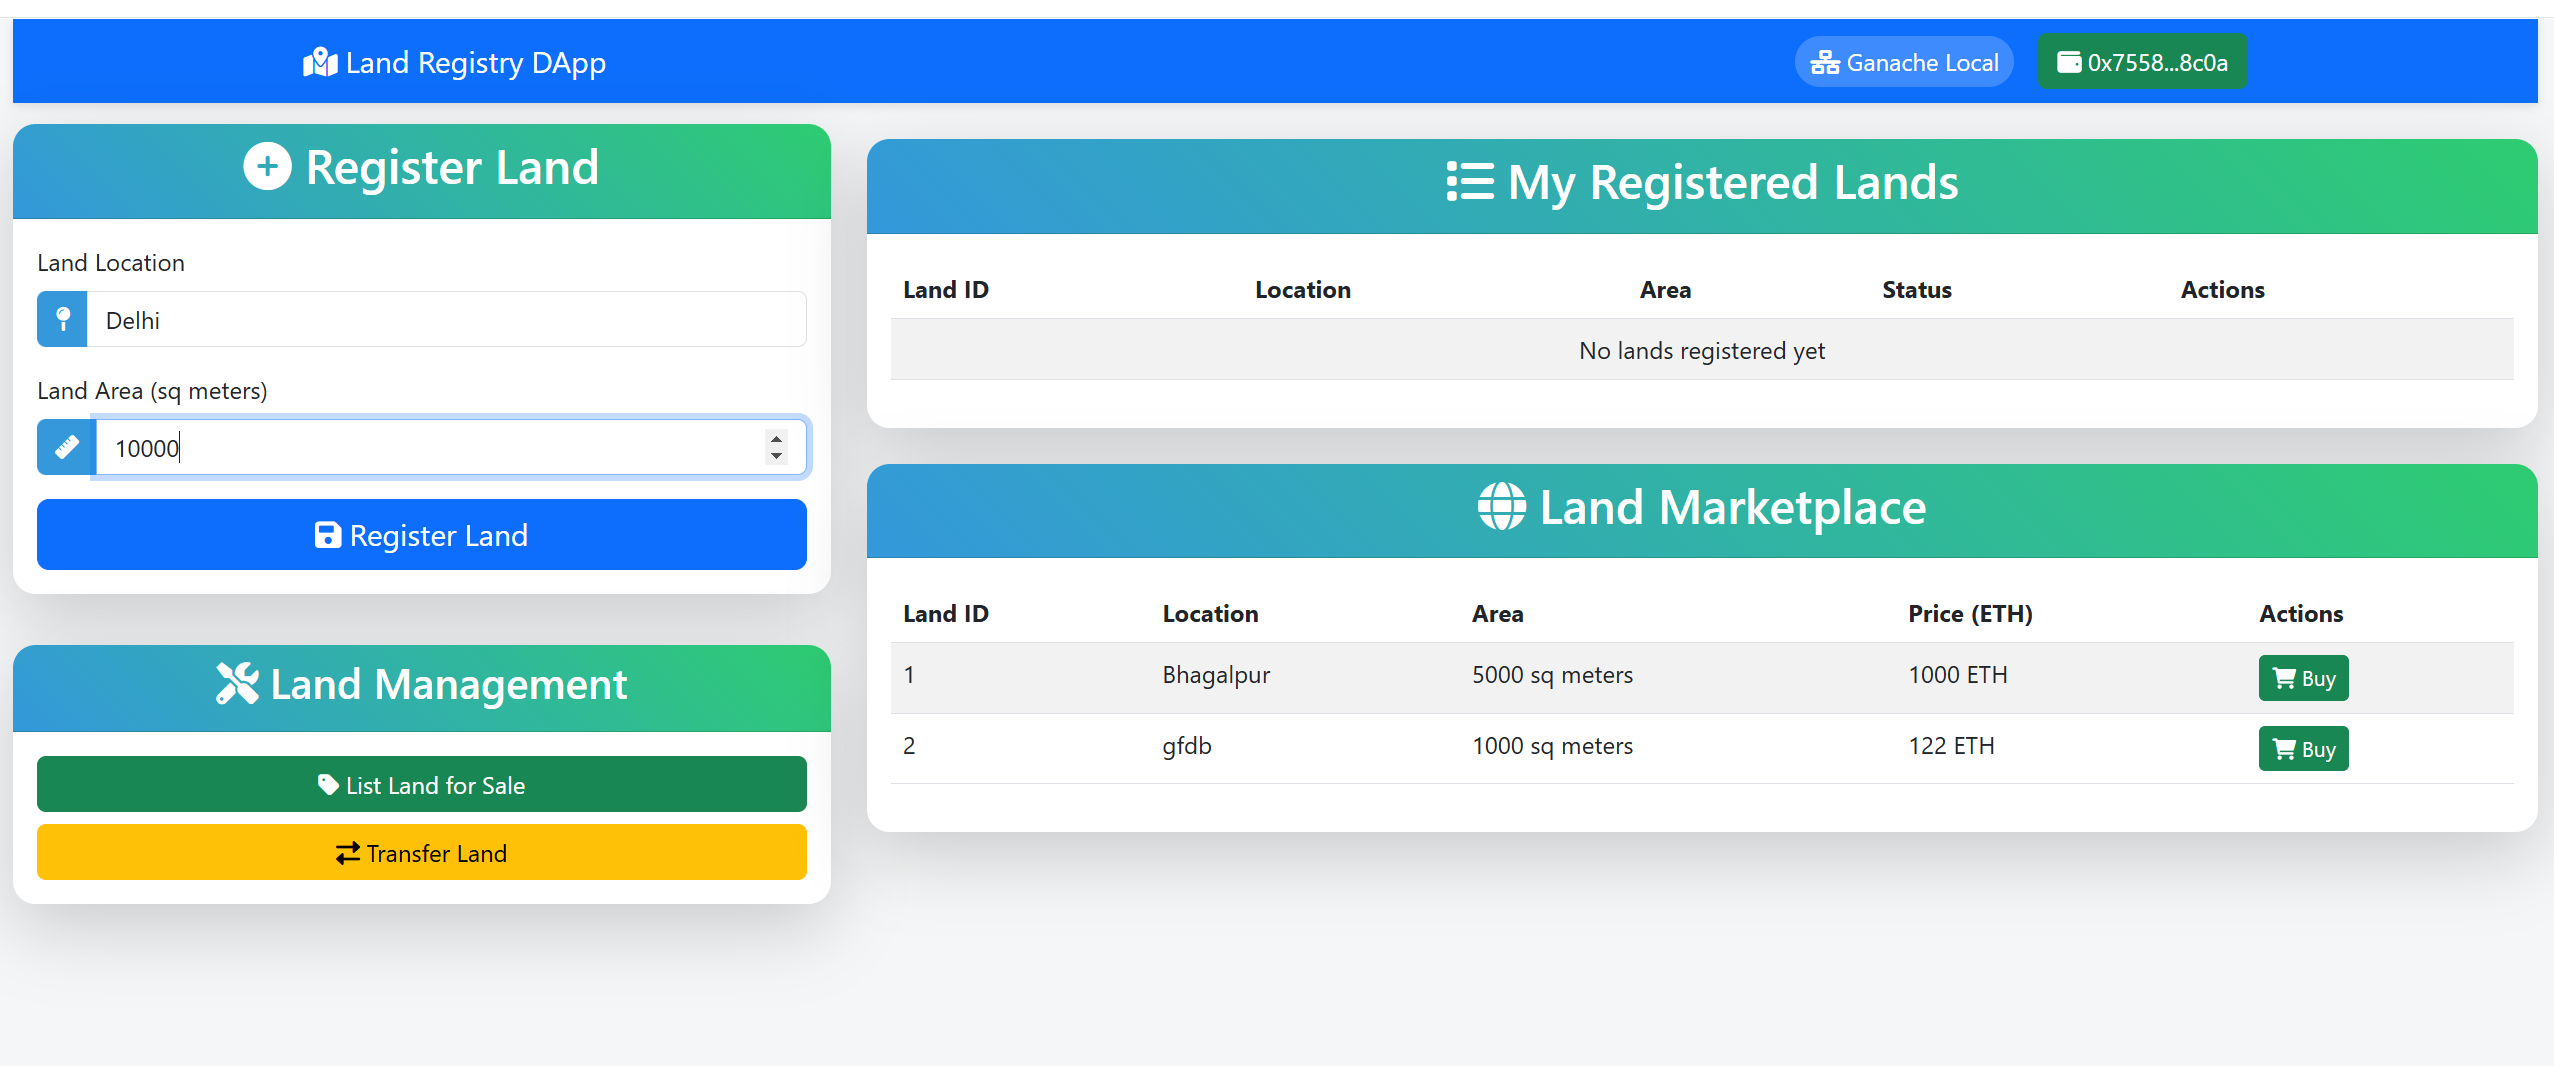 Land Registry DApp
Ganache Local
0x7558...8c0a
Register Land
Land Location
Delhi
Land Area (sq meters)
10000
Register Land
Land Management
List Land for Sale
Transfer Land
My Registered Lands
Land ID Location Area Status Actions
No lands registered yet
Land Marketplace
Land ID Location Area Price (ETH) Actions
1 Bhagalpur 5000 sq meters 1000 ETH Buy
2 gfdb 1000 sq meters 122 ETH Buy